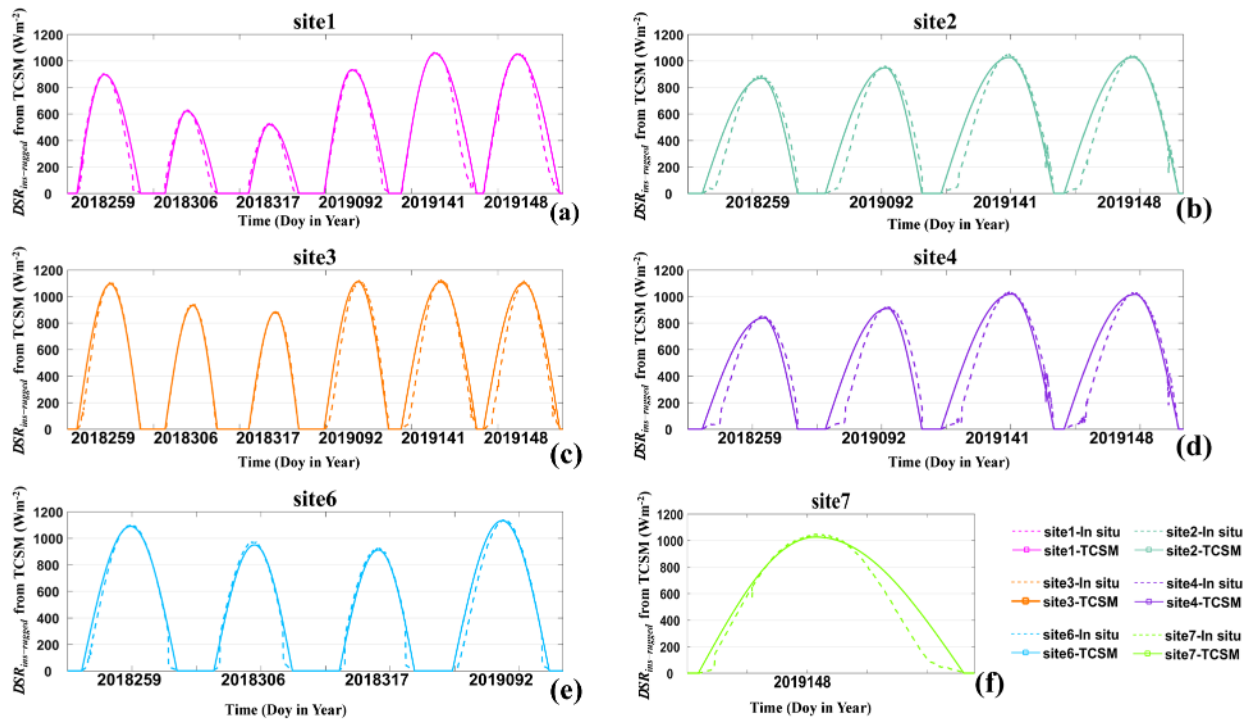 site1
DSRins-rugged from TCSM (Wm-2)
1200
1000
800
600
400
200
0
2018259 2018306 2018317 2019092 2019141 2019148
Time (Doy in Year)
(a)
site2
DSRins-rugged from TCSM (Wm-2)
1200
1000
800
600
400
200
0
2018259 2019092 2019141 2019148
Time (Doy in Year)
(b)
site3
DSRins-rugged from TCSM (Wm-2)
1200
1000
800
600
400
200
0
2018259 2018306 2018317 2019092 2019141 2019148
Time (Doy in Year)
(c)
site4
DSRins-rugged from TCSM (Wm-2)
1200
1000
800
600
400
200
0
2018259 2019092 2019141 2019148
Time (Doy in Year)
(d)
site6
DSRins-rugged from TCSM (Wm-2)
1200
1000
800
600
400
200
0
2018259 2018306 2018317 2019092
Time (Doy in Year)
(e)
site7
DSRins-rugged from TCSM (Wm-2)
1200
1000
800
600
400
200
0
2019148
Time (Doy in Year)
(f)
site1-In situ site2-In situ
site1-TCSM site2-TCSM
site3-In situ site4-In situ
site3-TCSM site4-TCSM
site6-In situ site7-In situ
site6-TCSM site7-TCSM